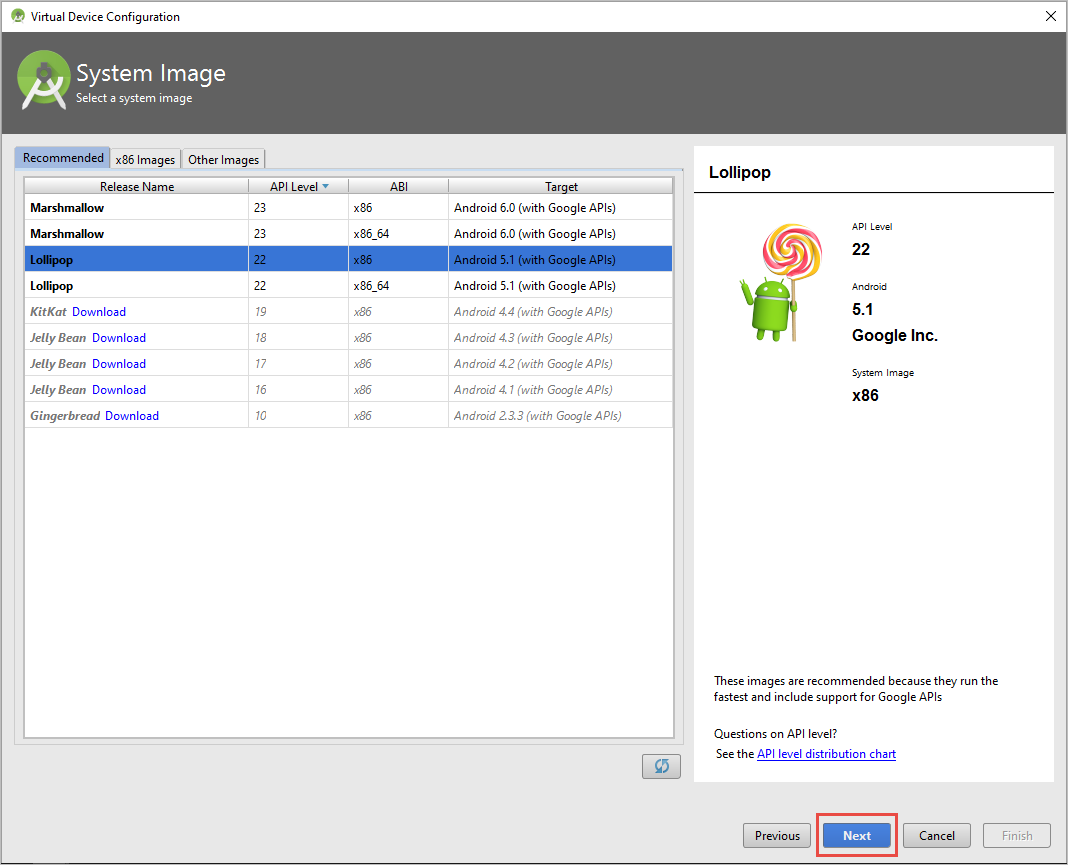 Virtual Device Configuration
System Image
Select a system image
Recommended x86 Images Other Images
Release Name API Level ABI Target
Marshmallow 23 x86 Android 6.0 (with Google APIs)
Marshmallow 23 x86_64 Android 6.0 (with Google APIs)
Lollipop 22 x86 Android 5.1 (with Google APIs)
Lollipop 22 x86_64 Android 5.1 (with Google APIs)
KitKat Download 19 x86 Android 4.4 (with Google APIs)
Jelly Bean Download 18 x86 Android 4.3 (with Google APIs)
Jelly Bean Download 17 x86 Android 4.2 (with Google APIs)
Jelly Bean Download 16 x86 Android 4.1 (with Google APIs)
Gingerbread Download 10 x86 Android 2.3.3 (with Google APIs)
Lollipop
API Level
22
Android
5.1
Google Inc.
System Image
x86
These images are recommended because they run the
fastest and include support for Google APIs
Questions on API level?
See the API level distribution chart
Previous Next Cancel Finish